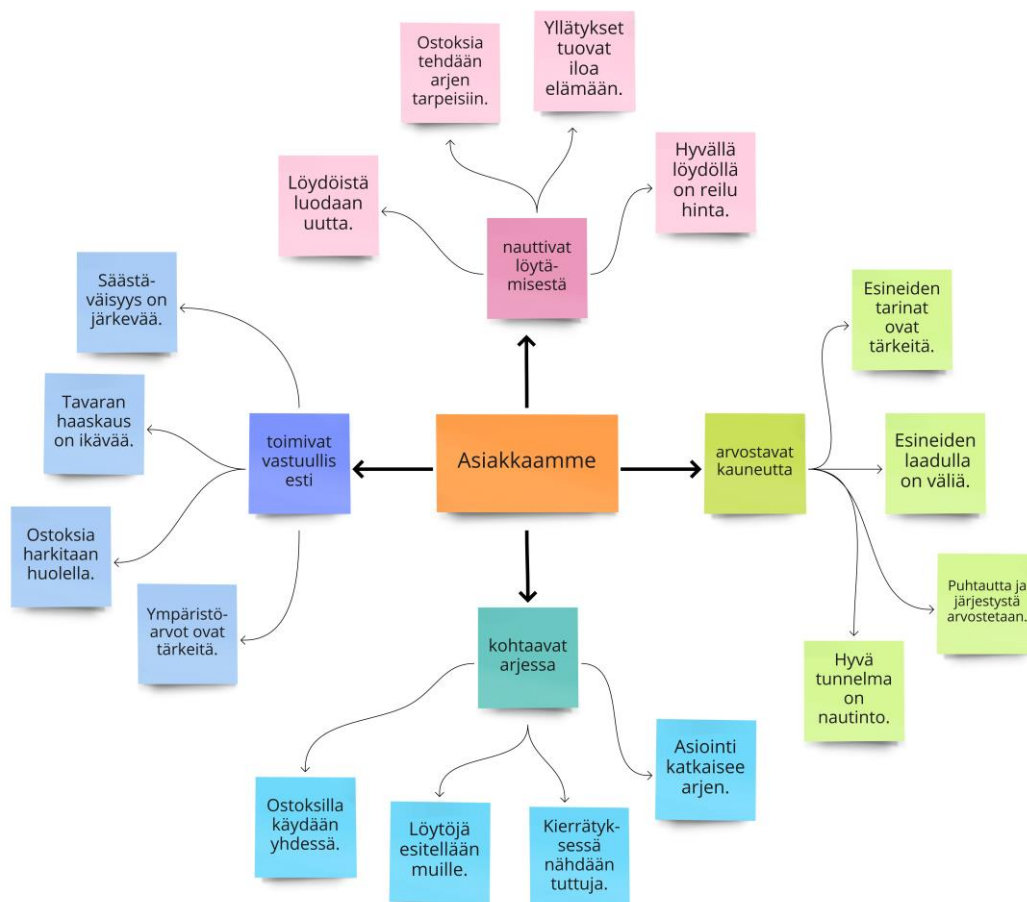 Ostoksia
tehdään
arjen
tarpeisiin.
Yllätykset
tuovat
iloa
elämään.
Löydöistä
luodaan
uutta.
Hyvällä
löydöllä
on reilu
hinta.
nauttivat
löytä-
misestä
Säästä-
väisyys on
järkevää.
Tavaran
haaskaus
on ikävää.
Ostoksia
harkitaan
huolella.
Ympäristö-
arvot ovat
tärkeitä.
toimivat
vastuullis
esti
Asiakkaamme
arvostavat
kauneutta
Esineiden
tarinat
ovat
tärkeitä.
Esineiden
laadulla
on väliä.
Puhtautta ja
järjestystä
arvostetaan.
Hyvä
tunnelma
on
nautinto.
kohtaavat
arjessa
Ostoksilla
käydään
yhdessä.
Löytöjä
esitellään
muille.
Kierrätyk-
sessä
nähdään
tuttuja.
Asiointi
katkaisee
arjen.